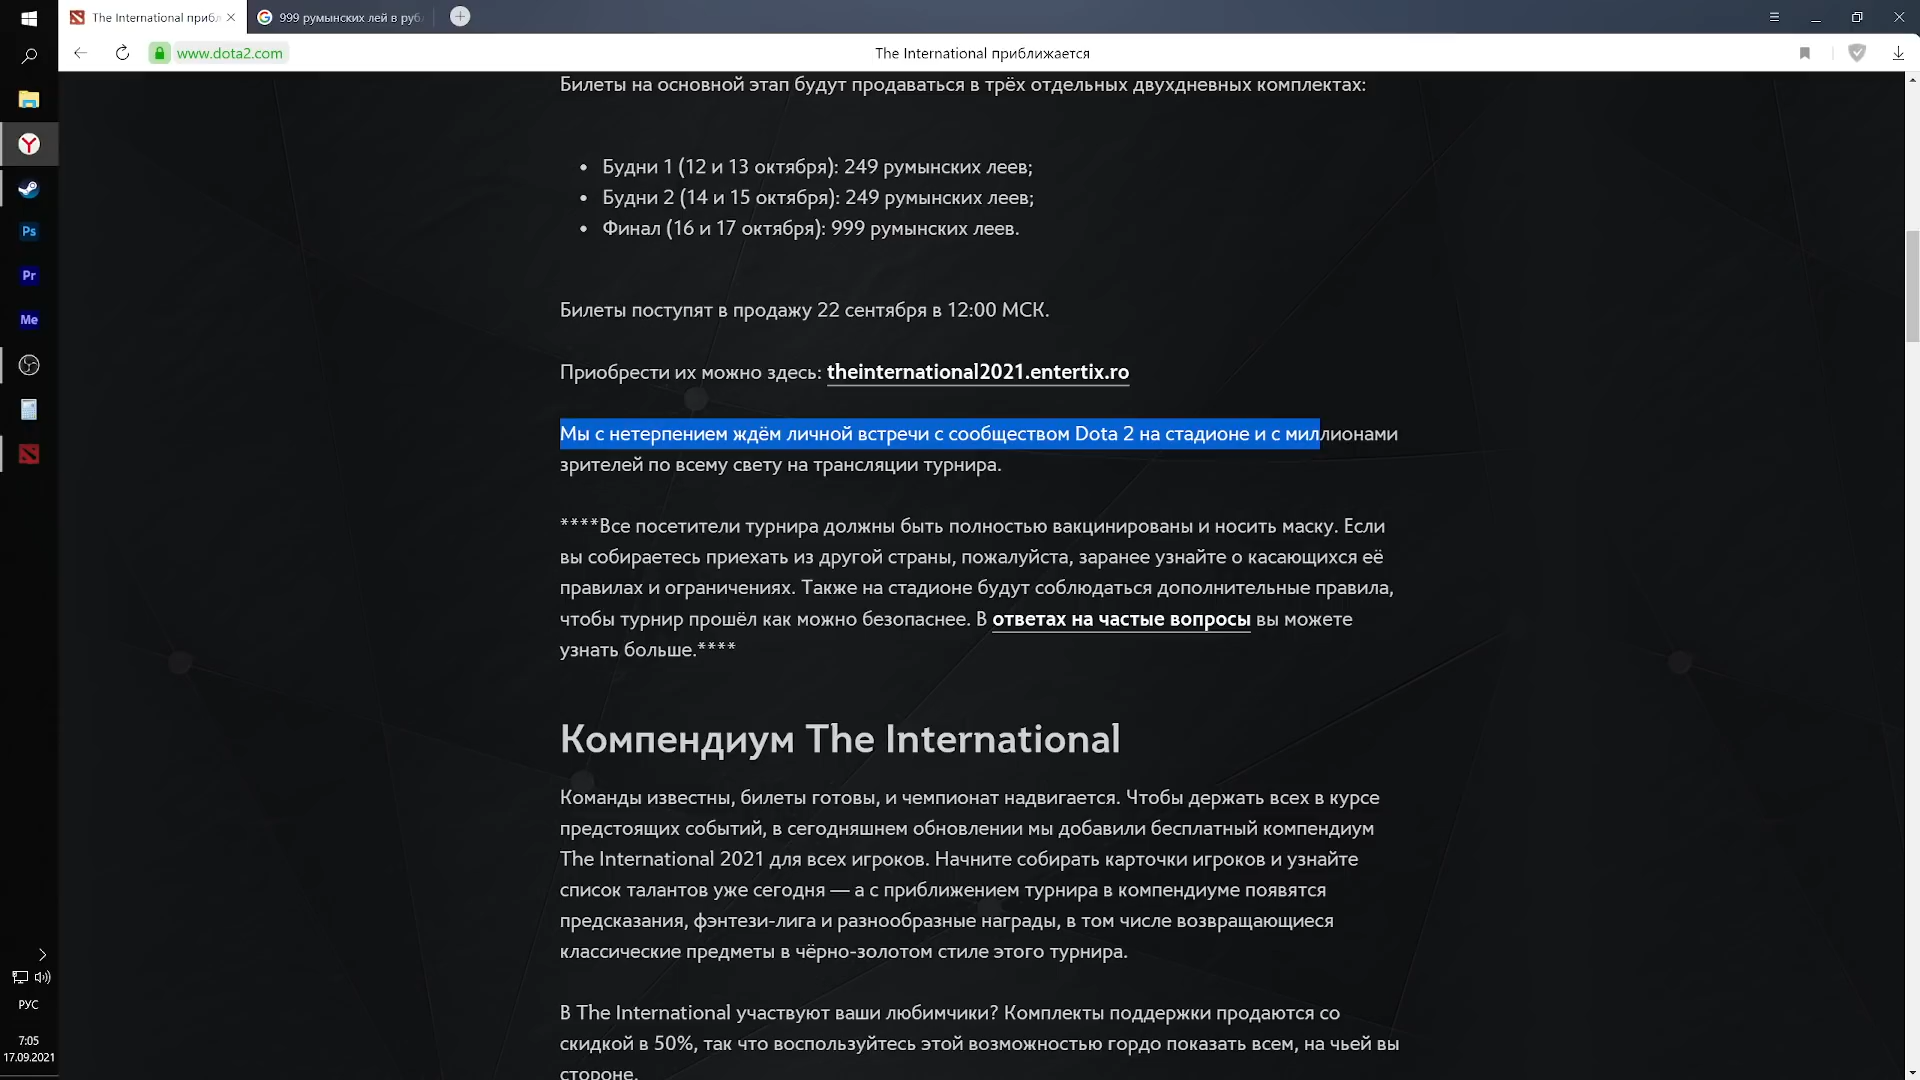 The International прибл
999 румынских лей в руб
www.dota2.com
The International приближается
Билеты на основной этап будут продаваться в трёх отдельных двухдневных комплектах:
• Будни 1 (12 и 13 октября): 249 румынских леев;
• Будни 2 (14 и 15 октября): 249 румынских леев;
• Финал (16 и 17 октября): 999 румынских леев.
Билеты поступят в продажу 22 сентября в 12:00 МСК.
Приобрести их можно здесь: theinternational2021.entertix.ro
Мы с нетерпением ждём личной встречи с сообществом Dota 2 на стадионе и с миллионами
зрителей по всему свету на трансляции турнира.
****Все посетители турнира должны быть полностью вакцинированы и носить маску. Если
вы собираетесь приехать из другой страны, пожалуйста, заранее узнайте о касающихся её
правилах и ограничениях. Также на стадионе будут соблюдаться дополнительные правила,
чтобы турнир прошёл как можно безопаснее. В ответах на частые вопросы вы можете
узнать больше.****
Компендиум The International
Команды известны, билеты готовы, и чемпионат надвигается. Чтобы держать всех в курсе
предстоящих событий, в сегодняшнем обновлении мы добавили бесплатный компендиум
The International 2021 для всех игроков. Начните собирать карточки игроков и узнайте
список талантов уже сегодня — а с приближением турнира в компендиуме появятся
предсказания, фэнтези-лига и разнообразные награды, в том числе возвращающиеся
классические предметы в чёрно-золотом стиле этого турнира.
В The International участвуют ваши любимчики? Комплекты поддержки продаются со
скидкой в 50%, так что воспользуйтесь этой возможностью гордо показать всем, на чьей вы
стороне.
Ps
Pr
Me
РУС
7:05
17.09.2021